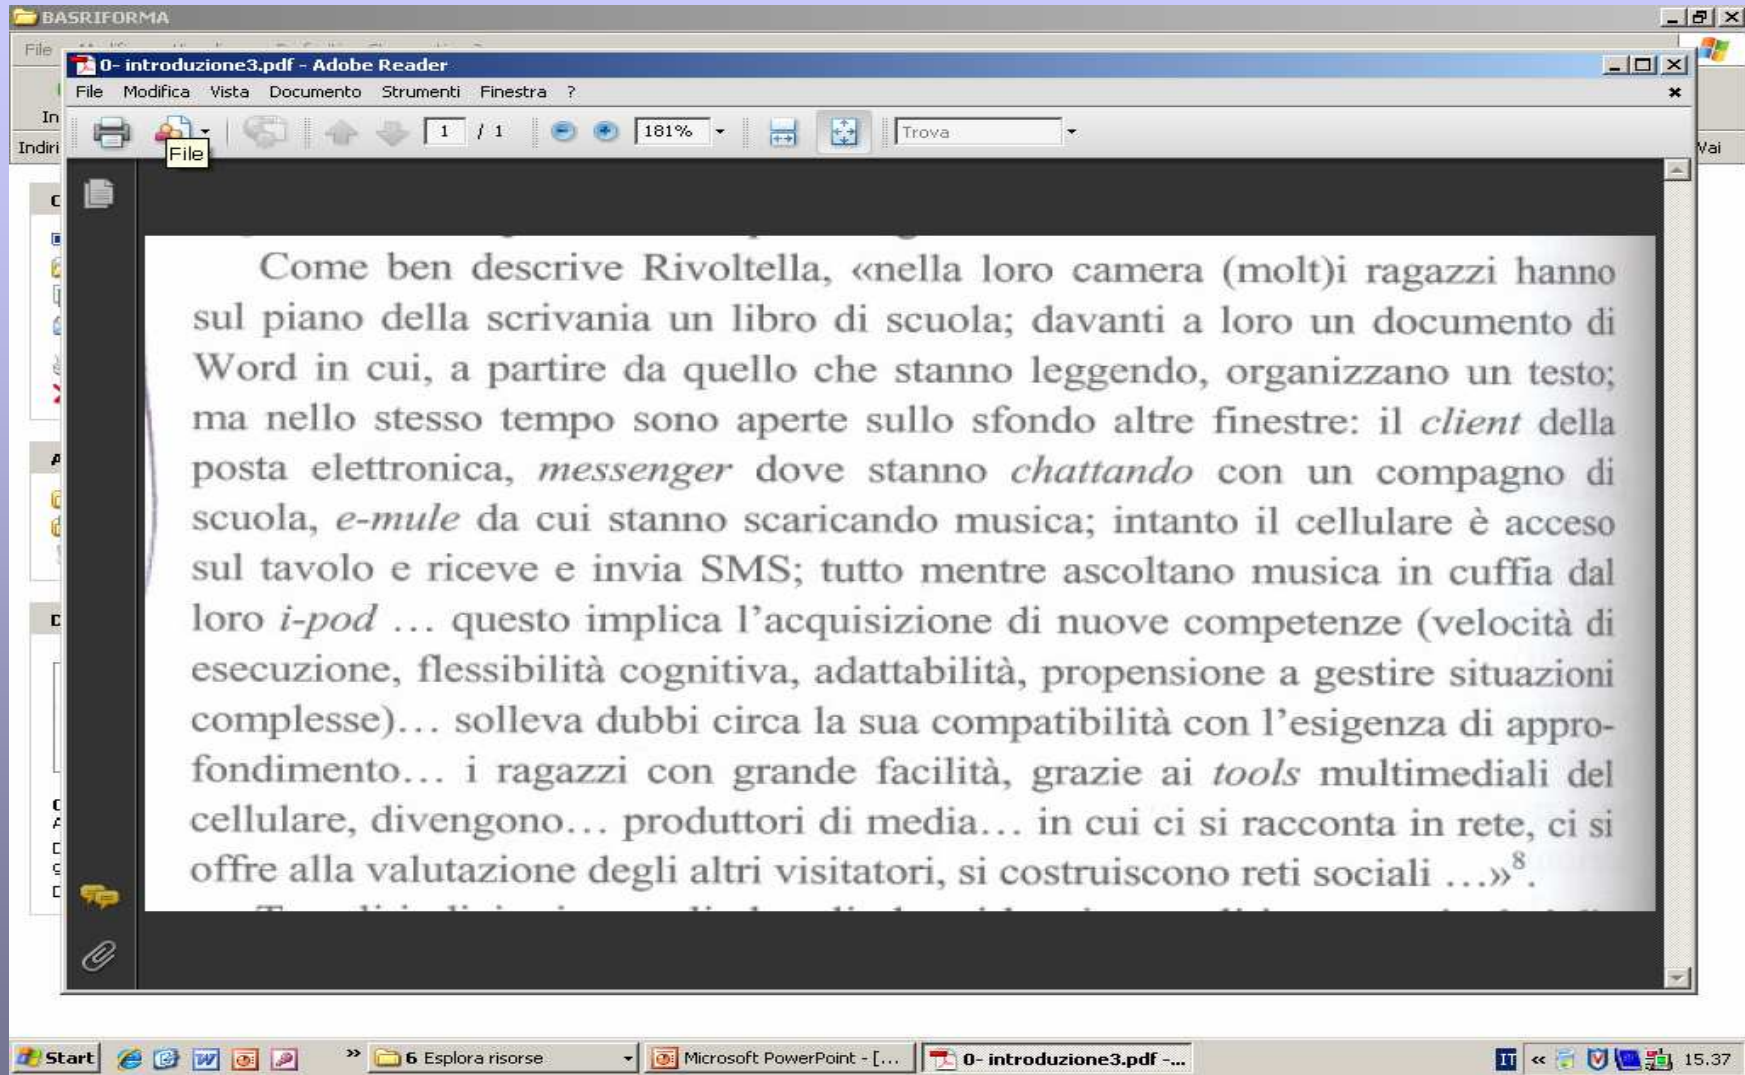 BASRIFORMA
File
0- introduzione3.pdf - Adobe Reader
File Modifica Vista Documento Strumenti Finestra ?
In
1 / 1 181% Trova
Indiri
File
Vai
Come ben descrive Rivoltella, «nella loro camera (molt)i ragazzi hanno
sul piano della scrivania un libro di scuola; davanti a loro un documento di
Word in cui, a partire da quello che stanno leggendo, organizzano un testo;
ma nello stesso tempo sono aperte sullo sfondo altre finestre: il client della
posta elettronica, messenger dove stanno chattando con un compagno di
scuola, e-mule da cui stanno scaricando musica; intanto il cellulare è acceso
sul tavolo e riceve e invia SMS; tutto mentre ascoltano musica in cuffia dal
loro i-pod … questo implica l’acquisizione di nuove competenze (velocità di
esecuzione, flessibilità cognitiva, adattabilità, propensione a gestire situazioni
complesse)… solleva dubbi circa la sua compatibilità con l’esigenza di appro-
fondimento… i ragazzi con grande facilità, grazie ai tools multimediali del
cellulare, divengono… produttori di media… in cui ci si racconta in rete, ci si
offre alla valutazione degli altri visitatori, si costruiscono reti sociali …»⁸.
Start » 6 Esplora risorse Microsoft PowerPoint - [... 0- introduzione3.pdf -... IT « 15.37